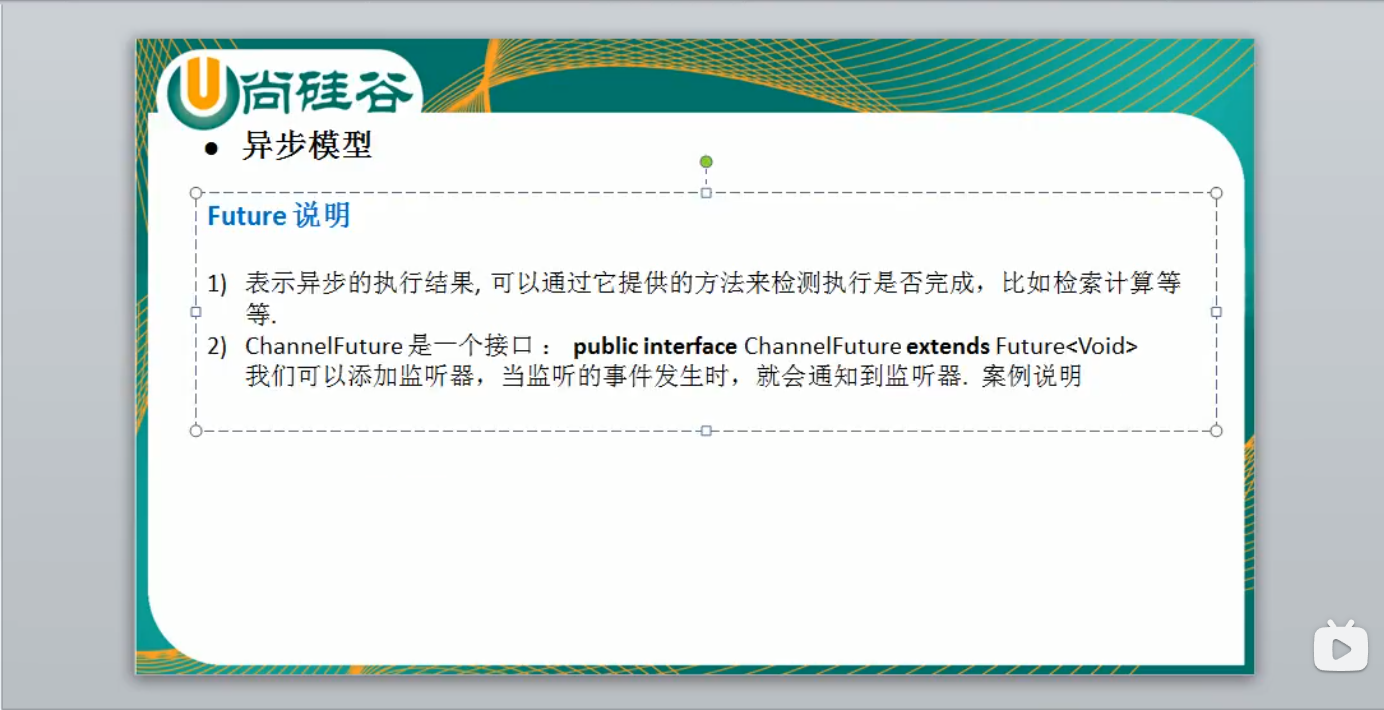 尚硅谷
● 异步模型
Future 说明
1) 表示异步的执行结果, 可以通过它提供的方法来检测执行是否完成，比如检索计算等
等.
2) ChannelFuture 是一个接口 ： public interface ChannelFuture extends Future<Void>
我们可以添加监听器，当监听的事件发生时，就会通知到监听器. 案例说明